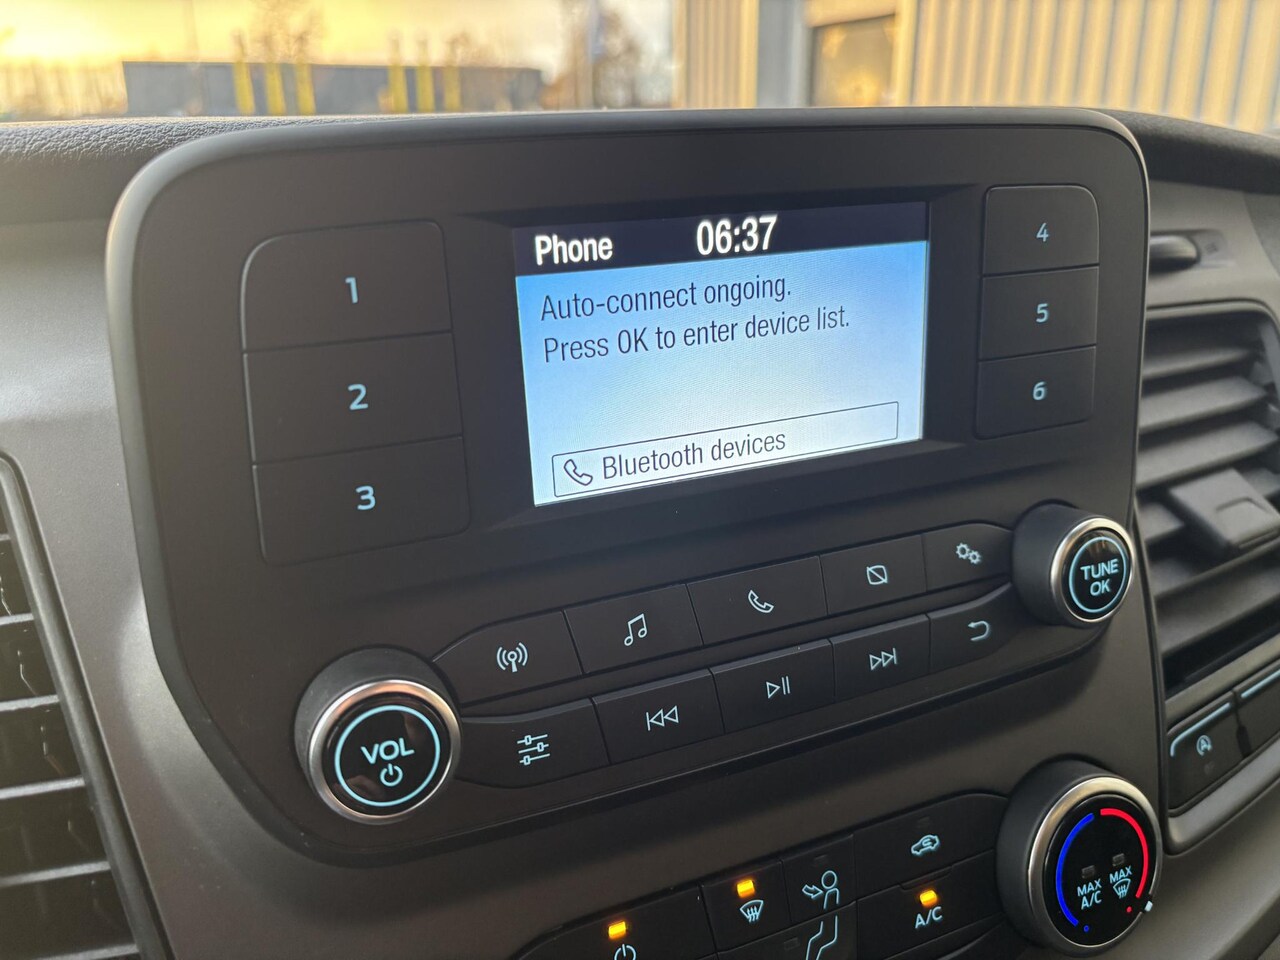 Phone 06:37
Auto-connect ongoing.
Press OK to enter device list.
Bluetooth devices
1
2
3
4
5
6
TUNE
OK
VOL
A/C
MAX
A/C
MAX